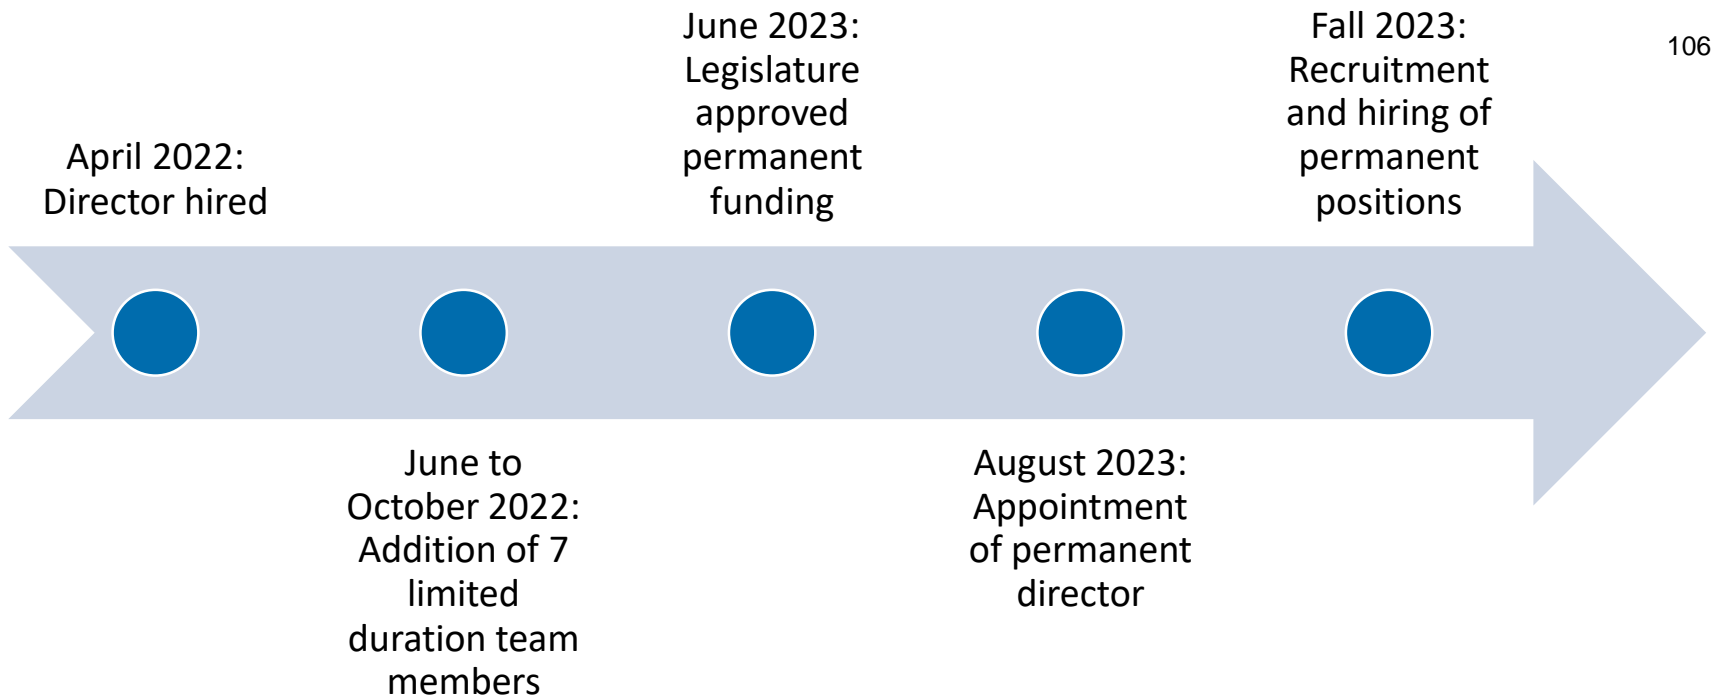 106
April 2022:
Director hired
June to
October 2022:
Addition of 7
limited
duration team
members
June 2023:
Legislature
approved
permanent
funding
August 2023:
Appointment
of permanent
director
Fall 2023:
Recruitment
and hiring of
permanent
positions